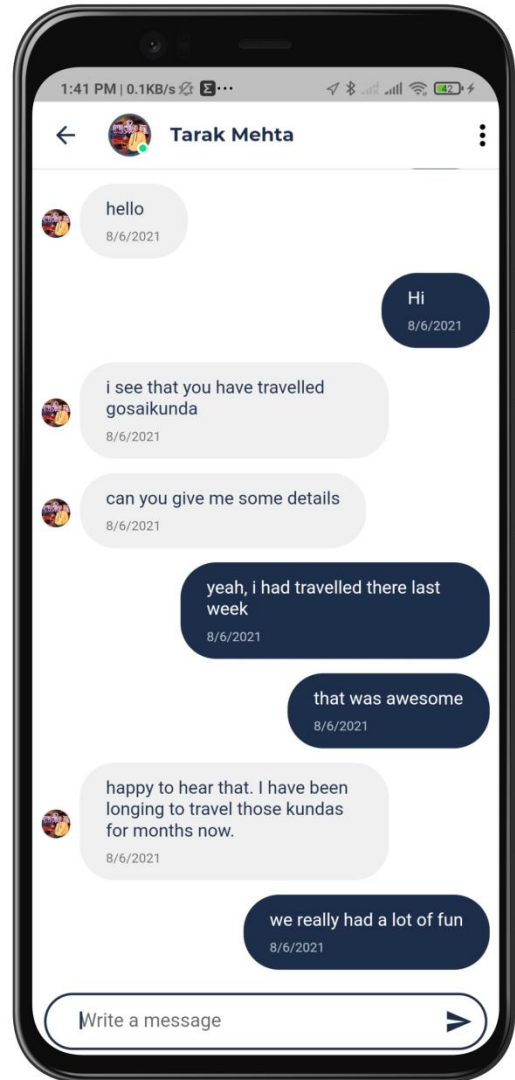 1:41 PM | 0.1KB/s Σ...
42
Tarak Mehta
hello
8/6/2021
Hi
8/6/2021
i see that you have travelled
gosaikunda
8/6/2021
can you give me some details
8/6/2021
yeah, i had travelled there last
week
8/6/2021
that was awesome
8/6/2021
happy to hear that. I have been
longing to travel those kundas
for months now.
8/6/2021
we really had a lot of fun
8/6/2021
Write a message